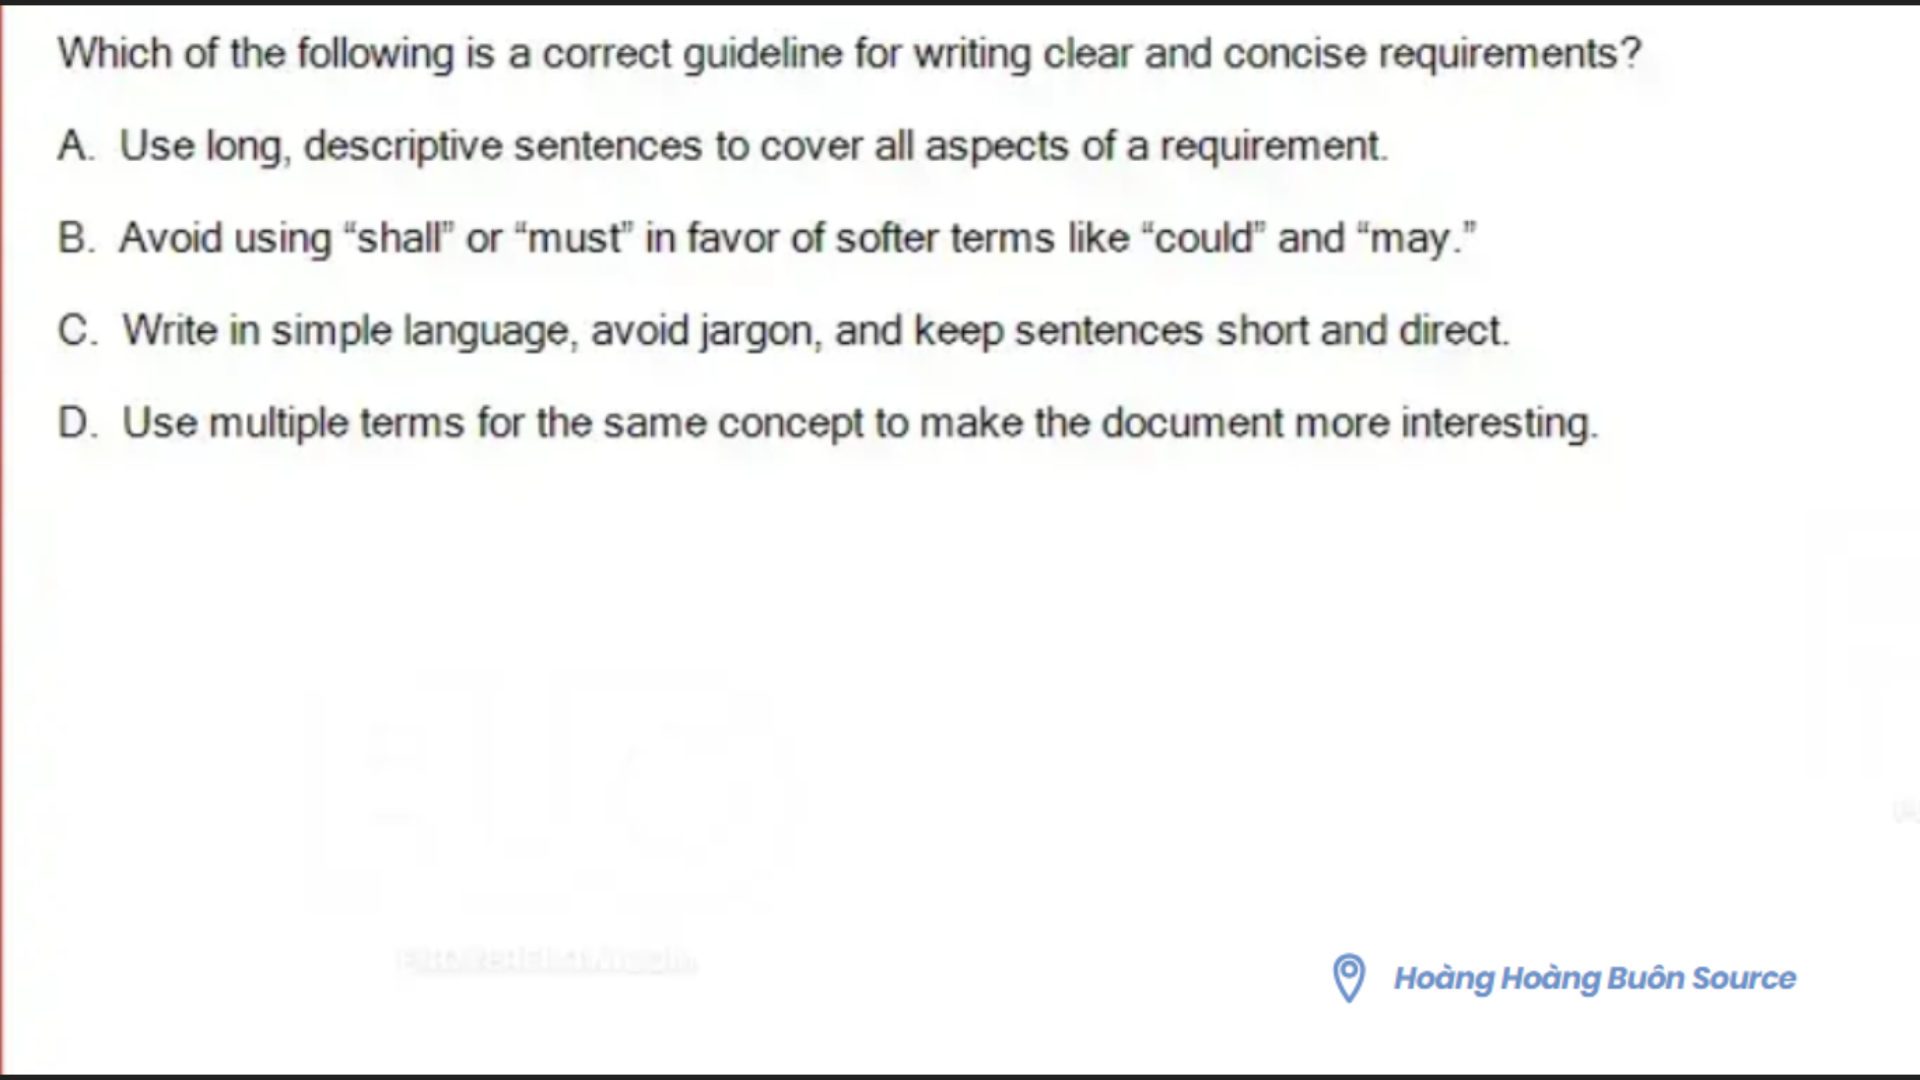 Which of the following is a correct guideline for writing clear and concise requirements?
A. Use long, descriptive sentences to cover all aspects of a requirement.
B. Avoid using “shall” or “must” in favor of softer terms like “could” and “may.”
C. Write in simple language, avoid jargon, and keep sentences short and direct.
D. Use multiple terms for the same concept to make the document more interesting.
Hoàng Hoàng Buôn Source